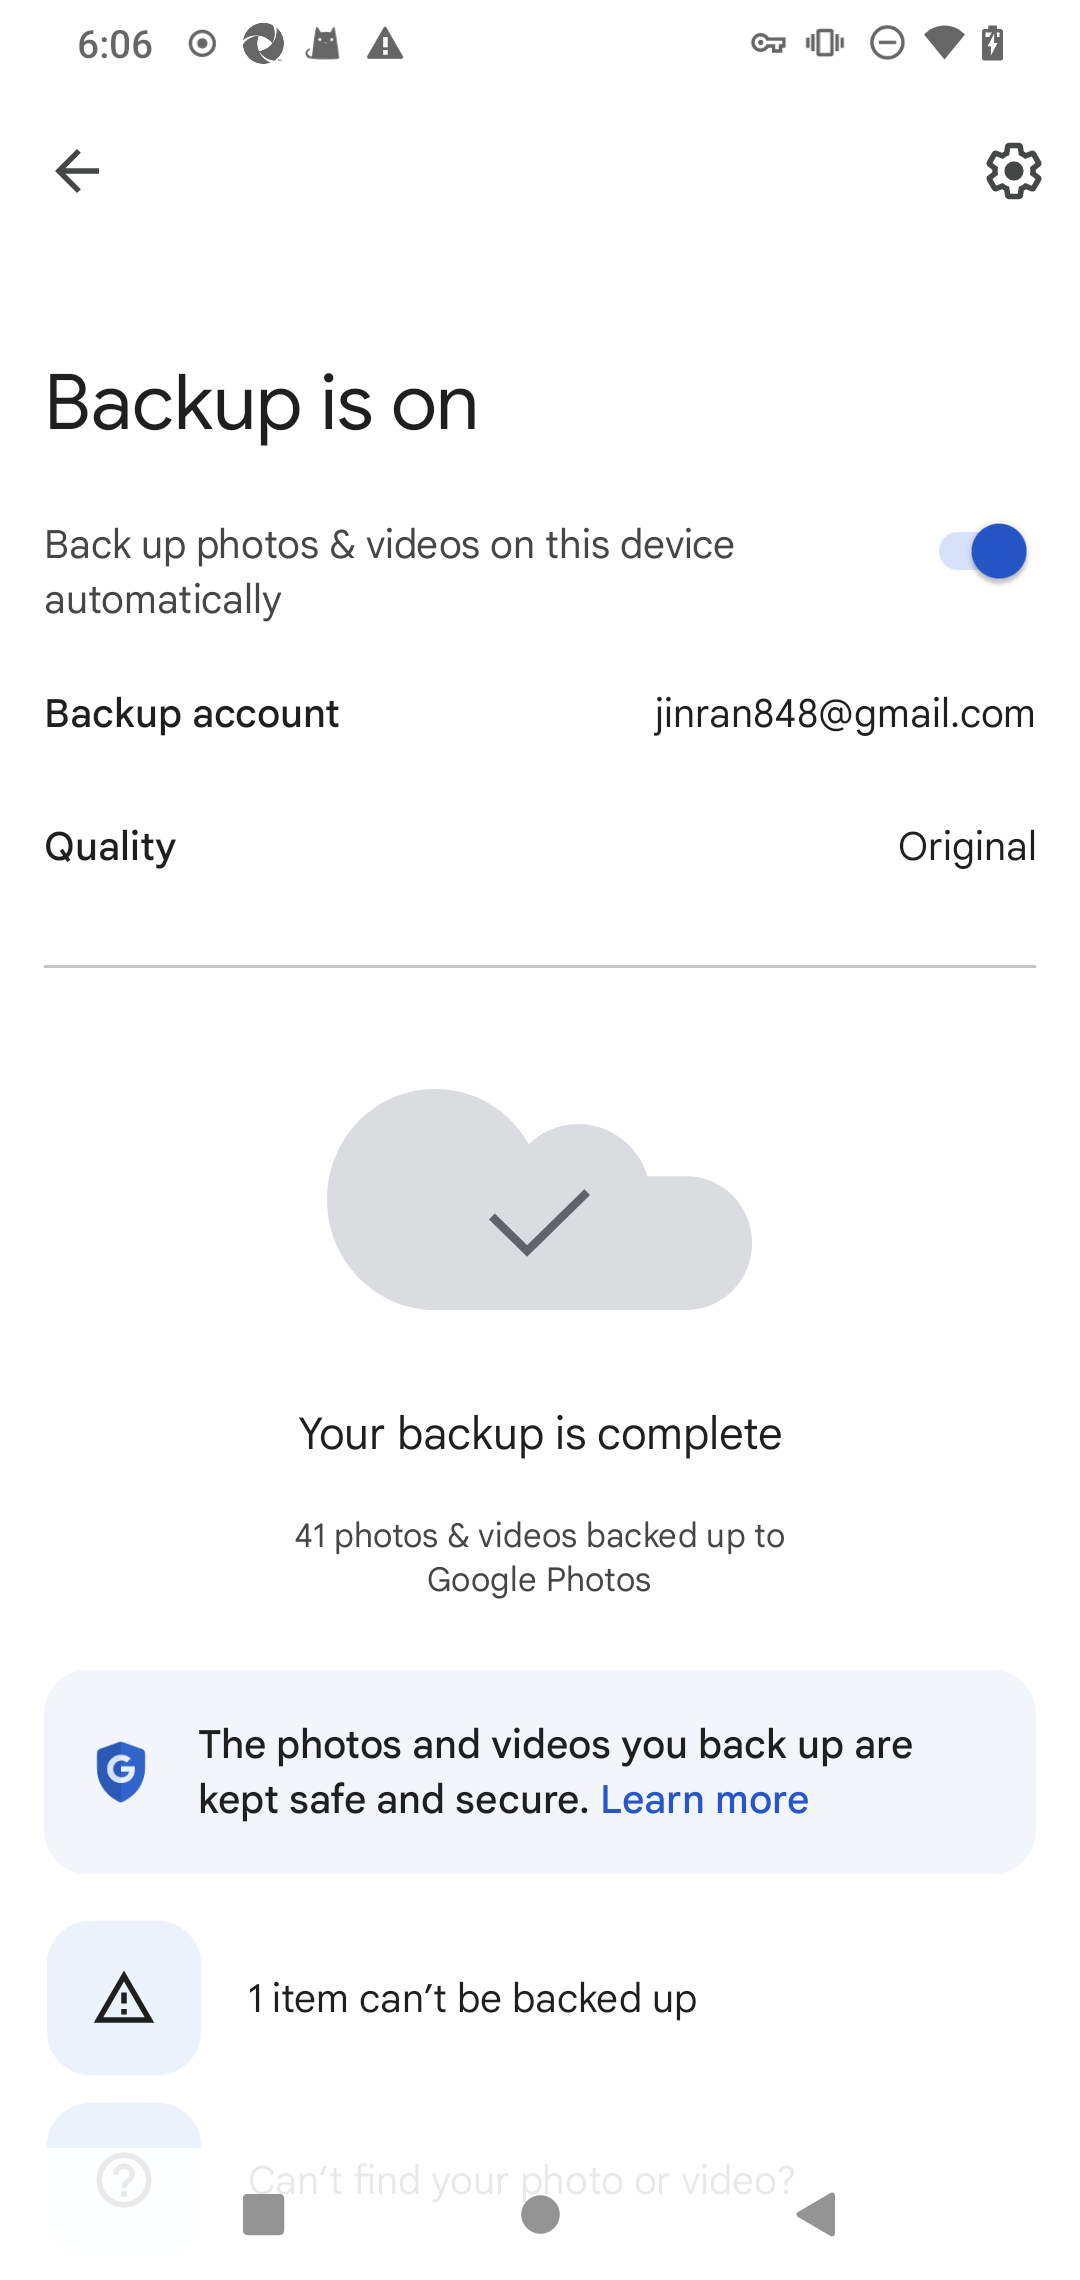 6:06
Backup is on
Back up photos & videos on this device
automatically
Backup account
jinran848@gmail.com
Quality
Original
Your backup is complete
41 photos & videos backed up to
Google Photos
The photos and videos you back up are
kept safe and secure. Learn more
1 item can’t be backed up
Can’t find your photo or video?